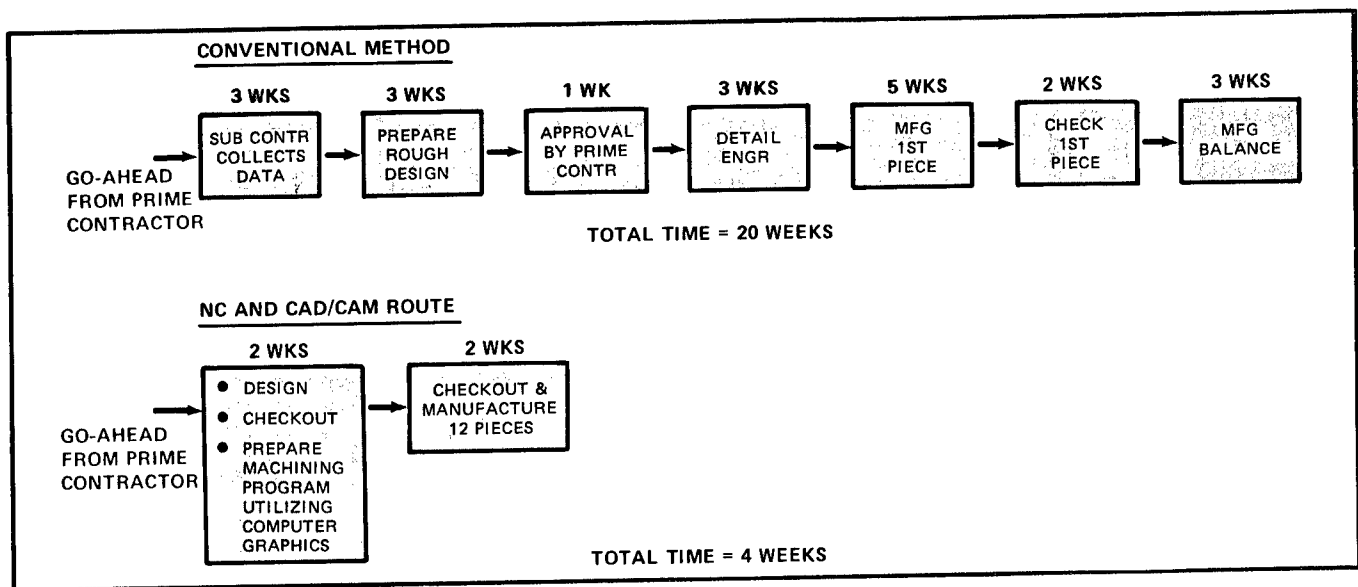 CONVENTIONAL METHOD
3 WKS
SUB CONTR
COLLECTS
DATA
3 WKS
PREPARE
ROUGH
DESIGN
1 WK
APPROVAL
BY PRIME
CONTR
3 WKS
DETAIL
ENGR
5 WKS
MFG
1ST
PIECE
2 WKS
CHECK
1ST
PIECE
3 WKS
MFG
BALANCE
GO-AHEAD
FROM PRIME
CONTRACTOR
TOTAL TIME = 20 WEEKS
NC AND CAD/CAM ROUTE
2 WKS
● DESIGN
● CHECKOUT
● PREPARE
MACHINING
PROGRAM
UTILIZING
COMPUTER
GRAPHICS
2 WKS
CHECKOUT &
MANUFACTURE
12 PIECES
GO-AHEAD
FROM PRIME
CONTRACTOR
TOTAL TIME = 4 WEEKS